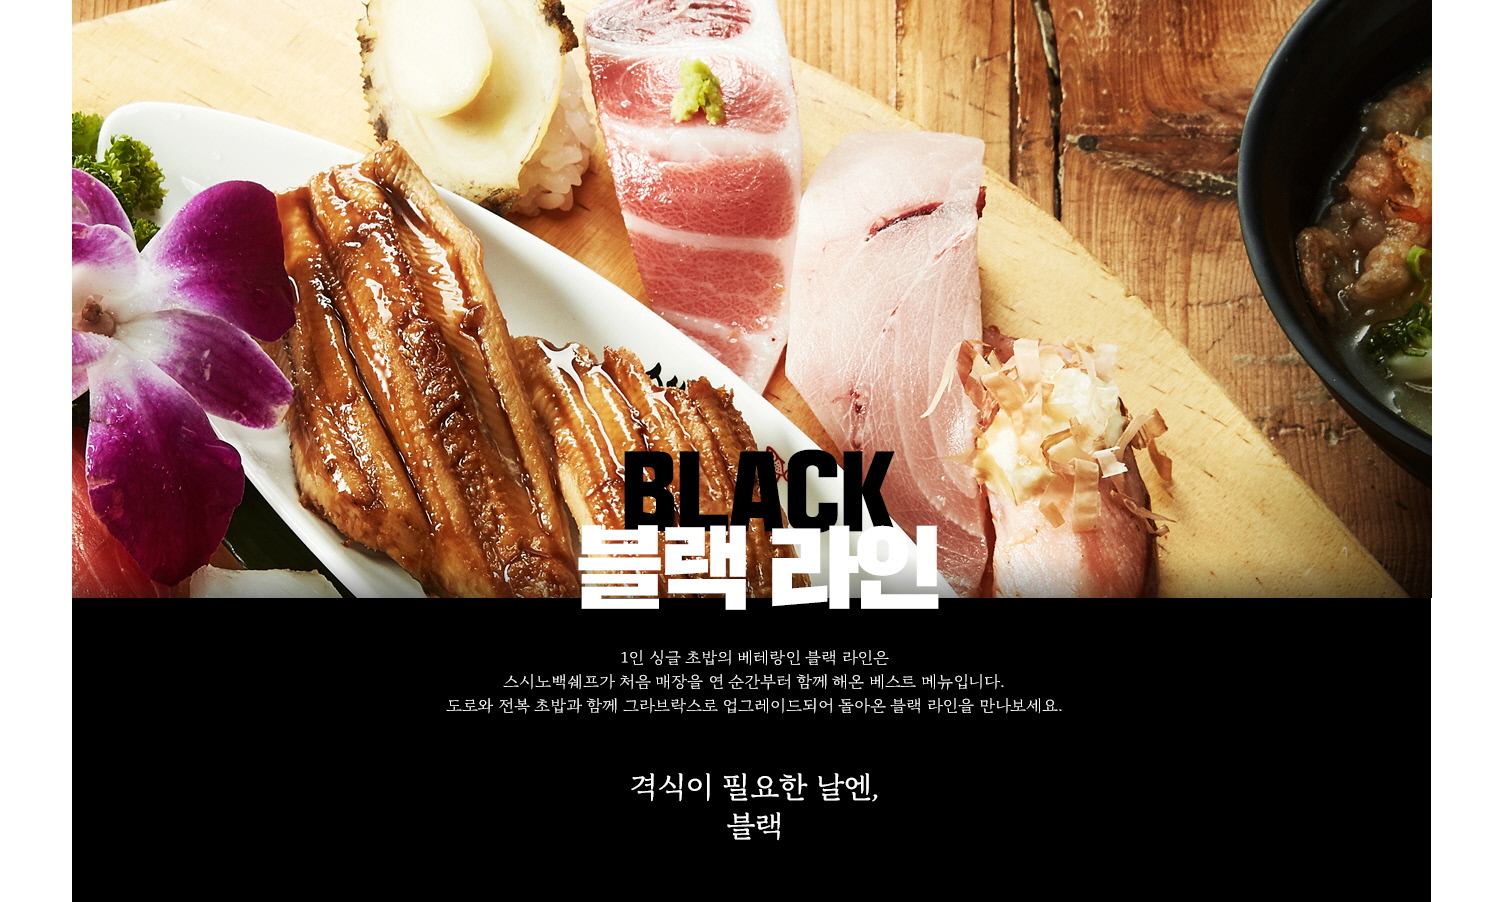 BLACK
블랙 라인
1인 싱글 초밥의 베테랑인 블랙 라인은
스시노백쉐프가 처음 매장을 연 순간부터 함께 해온 베스트 메뉴입니다.
도로와 전복 초밥과 함께 그라브락스로 업그레이드되어 돌아온 블랙 라인을 만나보세요.
격식이 필요한 날엔,
블랙